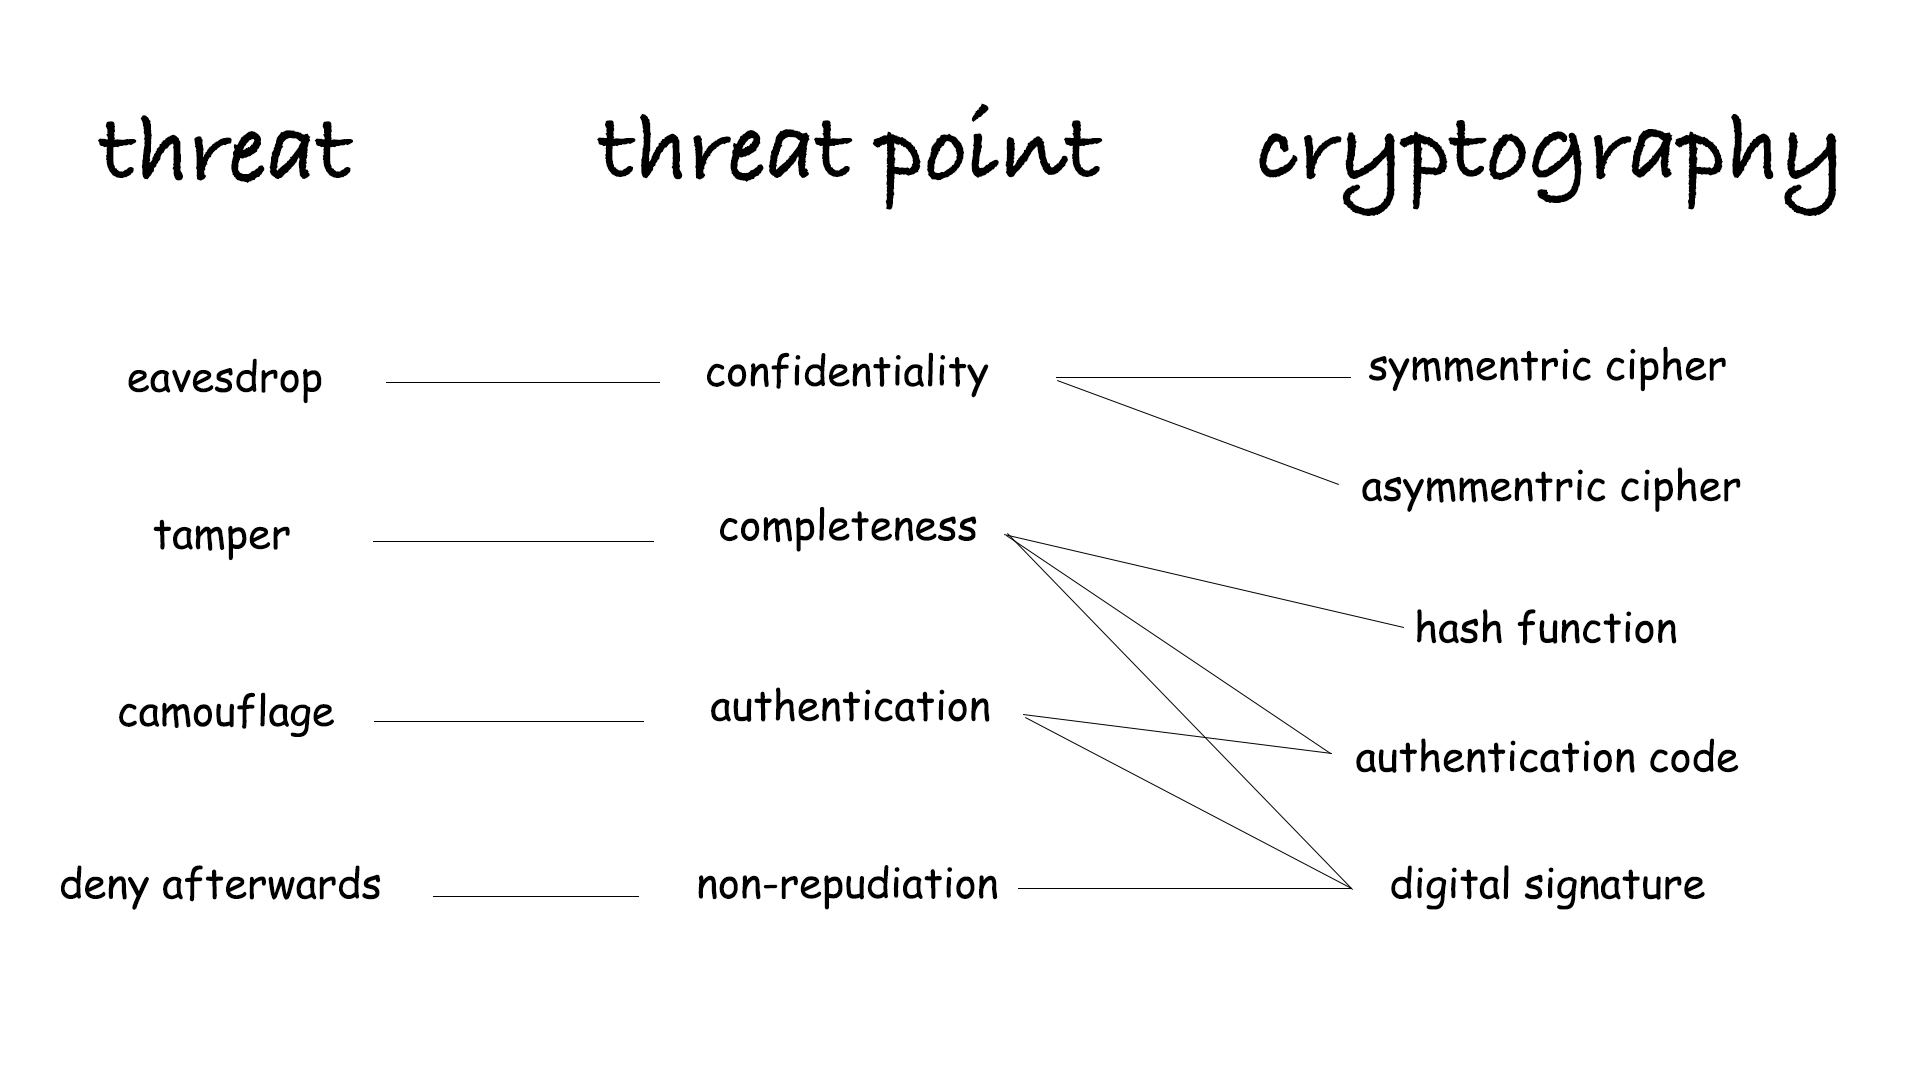 threat threat point cryptography
eavesdrop confidentiality symmentric cipher
asymmentric cipher
tamper completeness
hash function
camouflage authentication
authentication code
deny afterwards non-repudiation digital signature